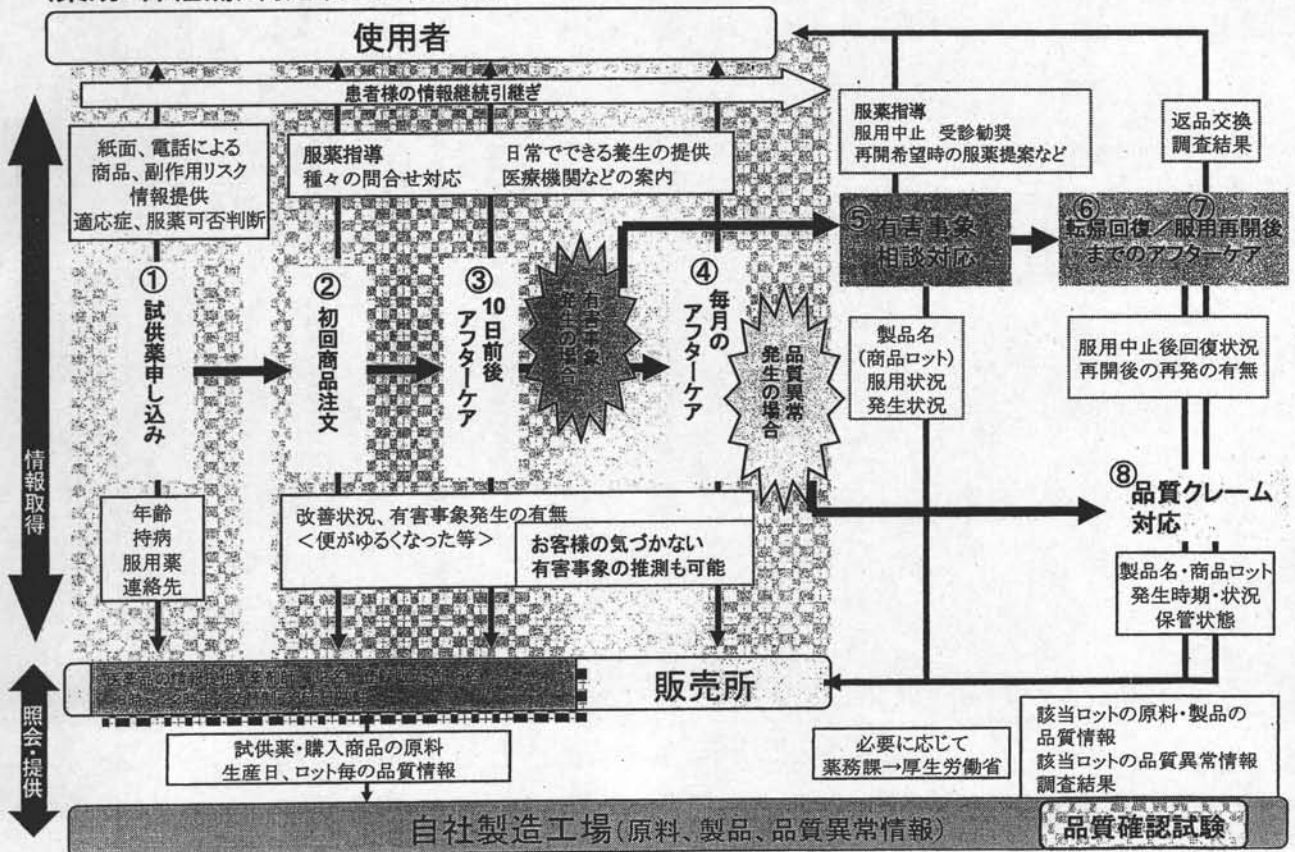 使用者
患者様の情報継続引継ぎ
紙面、電話による
商品、副作用リスク
情報提供
適応症、服薬可否判断
服薬指導
種々の問合せ対応
日常でできる養生の提供
医療機関などの案内
服薬指導
服用中止 受診勧奨
再開希望時の服薬提案など
返品交換
調査結果
①試供薬申し込み
②初回商品注文
③10日前後
アフターケア
有害事象
発生の場合
④毎月の
アフターケア
品質異常
発生の場合
⑤有害事象
相談対応
⑥ ⑦
転帰回復/服用再開後
までのアフターケア
製品名
(商品ロット)
服用状況
発生状況
服用中止後回復状況
再開後の再発の有無
⑧品質クレーム
対応
情報取得
年齢
持病
服用薬
連絡先
改善状況、有害事象発生の有無
<便がゆるくなった等>
お客様の気づかない
有害事象の推測も可能
製品名・商品ロット
発生時期・状況
保管状態
販売所
照会・提供
試供薬・購入商品の原料
生産日、ロット毎の品質情報
必要に応じて
薬務課→厚生労働省
該当ロットの原料・製品の
品質情報
該当ロットの品質異常情報
調査結果
自社製造工場(原料、製品、品質異常情報)
品質確認試験